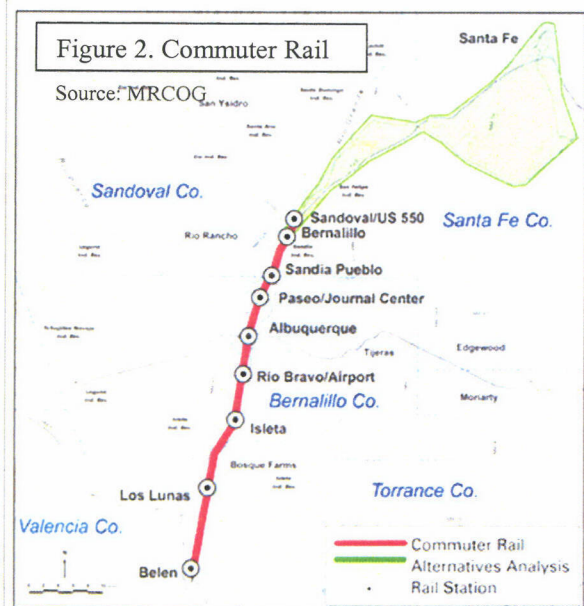 Figure 2. Commuter Rail
Source: MRCOG
Santa Fe
San Ysidro
Sandoval Co.
Santa Fe Co.
Sandoval/US 550
Rio Rancho
Bernalillo
Sandia Pueblo
Paseo/Journal Center
Albuquerque
Tijeras
Edgewood
Rio Bravo/Airport
Bernalillo Co.
Moriarty
Isleta
Bosque Farms
Los Lunas
Torrance Co.
Valencia Co.
Belen
Commuter Rail
Alternatives Analysis
Rail Station